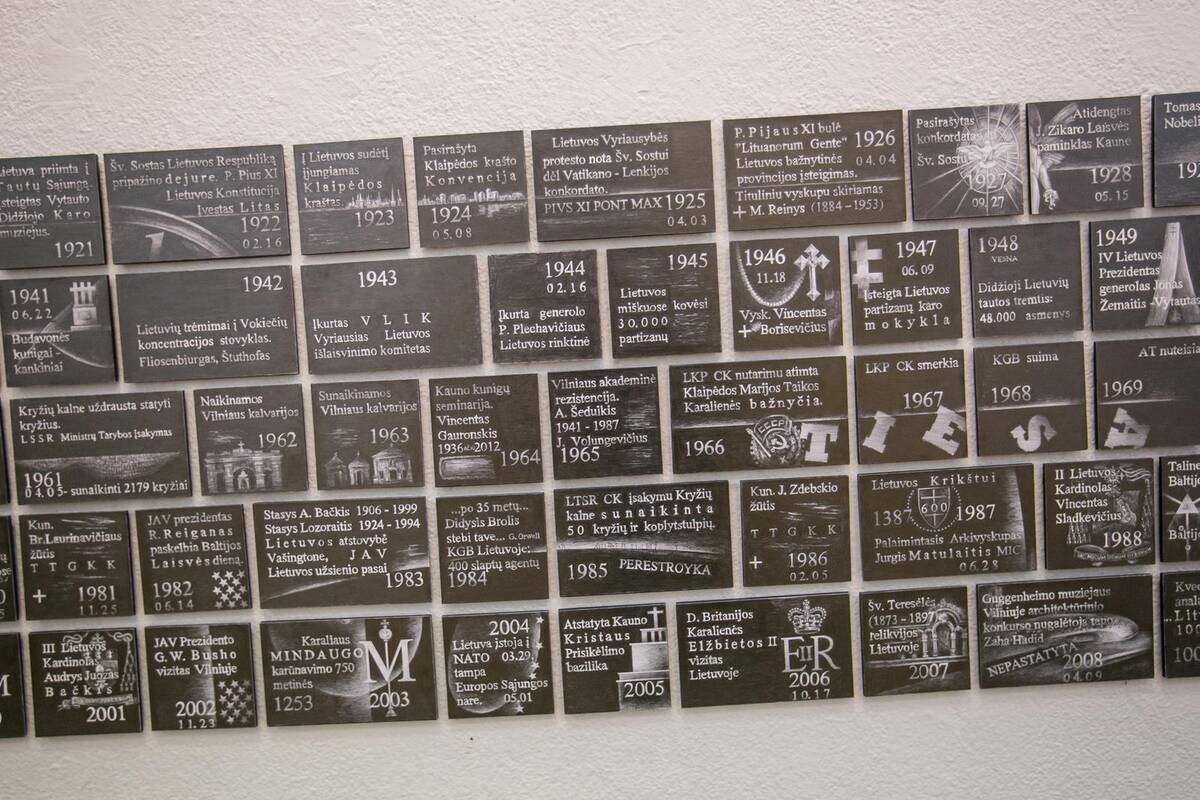 ietuva priimta į
Tautų Sąjungą.
Įsteigtas Vytauto
Didžiojo Karo
muziejus.
1921
Šv. Sostas Lietuvos Respubliką
pripažino dejure. P. Pius XI
Lietuvos Konstitucija
Įvestas Litas
1922
02.16
Į Lietuvos sudėtį
įjungiamas
Klaipėdos
kraštas.
1923
Pasirašyta
Klaipėdos krašto
Konvencija
1924
05.08
Lietuvos Vyriausybės
protesto nota Šv. Sostui
dėl Vatikano - Lenkijos
konkordato.
PIVS XI PONT MAX 1925
04.03
P. Pijaus XI bulė
"Lituanorum Gente" 1926
Lietuvos bažnytinės 04.04
provincijos įsteigimas.
Tituliniu vyskupu skiriamas
+ M. Reinys (1884-1953)
Pasirašytas
konkordatas
Šv. Sostu
1927
09.27
Atidengtas
J. Zikaro Laisvės
paminklas Kaune
1928
05.15
Tomas
Nobeli
192
1941
06.22
Budavonės
kunigai -
kankiniai
1942
Lietuvių trėmimai į Vokiečių
koncentracijos stovyklas.
Fliosenbiurgas, Štuthofas
1943
Įkurtas V L I K
Vyriausias Lietuvos
išlaisvinimo komitetas
1944
02.16
Įkurta generolo
P. Plechavičiaus
Lietuvos rinktinė
1945
Lietuvos
miškuose kovėsi
30,000
partizanų
1946
11.18
Vysk. Vincentas
+ Borisevičius
1947
06.09
Įsteigta Lietuvos
partizanų karo
mokykla
1948
VESNA
Didžioji Lietuvių
tautos tremtis:
48.000 asmenys
1949
IV Lietuvos
Prezidentas
generolas Jonas
Žemaitis - Vytauta
Kryžių kalne uždrausta statyti
kryžius.
LSSR Ministrų Tarybos Įsakymas
1961
04.05- sunaikinti 2179 kryžiai
Naikinamos
Vilniaus kalvarijos
1962
Sunaikinamos
Vilniaus kalvarijos
1963
Kauno kunigų
seminarija.
Vincentas
Gauronskis
1936 2012
1964
Vilniaus akademinė
rezistencija.
A. Šeduikis
1941 - 1987
J. Volungevičius
1965
LKP CK nutarimu atimta
Klaipėdos Marijos Taikos
Karalienės bažnyčia.
1966
CCCP
T
LKP CK smerkia
1967
I E
KGB suima
1968
S
AT nuteisia
1969
A
Kun.
Br. Laurinavičiaus
žūtis
T T G K K
+ 1981
11.25
JAV prezidentas
R. Reiganas
paskelbia Baltijos
Laisvės dieną.
1982
06.14
Stasys A. Bačkis 1906 - 1999
Stasys Lozoraitis 1924 - 1994
Lietuvos atstovybė
Vašingtone, JAV
Lietuvos užsienio pasai
1983
...po 35 metų...
Didysis Brolis
stebi tave... G. Orwell
KGB Lietuvoje:
400 slaptų agentų
1984
LTSR CK įsakymu Kryžių
kalne sunaikinta
50 kryžių ir koplytstulpių.
1985 PERESTROYKA
Kun. J. Zdebskio
žūtis
T T G K K
+ 1986
02.05
Lietuvos Krikštui
1387 600 1987
Palaimintasis Arkivyskupas
Jurgis Matulaitis MIC
06.28
II Lietuvos
Kardinolas
Vincentas
Sladkevičius
1988
Taline
Baltijo
Baltijo
III Lietuvos
Kardinolas
Audrys Juozas
Bačkis
2001
JAV Prezidento
G.W. Busho
vizitas Vilniuje
2002
11.23
Karaliaus
MINDAUGO
karūnavimo 750
metinės
1253
M
2003
2004
Lietuva įstoja į
NATO 03.29,
tampa
Europos Sąjungos
nare. 05.01
Atstatyta Kauno
Kristaus
Prisikėlimo
bazilika
2005
D. Britanijos
Karalienės
Elžbietos II
vizitas
Lietuvoje
EIIR
2006
10.17
Šv. Teresėlės
(1873 - 1897
relikvijos
Lietuvoje
2007
Guggenheimo muziejaus
Vilniuje architektūrinio
konkurso nugalėtoja tapo
Zaha Hadid
NEPASTATYTA
2008
04.09
Kved
...Lit
100